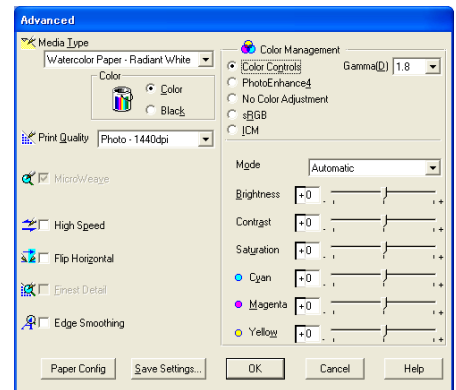 Advanced
Media Type
Watercolor Paper - Radiant White
Color
Color
Black
Print Quality
Photo - 1440dpi
MicroWeave
High Speed
Flip Horizontal
Finest Detail
Edge Smoothing
Color Management
Color Controls
Gamma(D)
1.8
PhotoEnhance4
No Color Adjustment
sRGB
ICM
Mode
Automatic
Brightness
+0
-
+
Contrast
+0
-
+
Saturation
+0
-
+
Cyan
+0
-
+
Magenta
+0
-
+
Yellow
+0
-
+
Paper Config
Save Settings...
OK
Cancel
Help